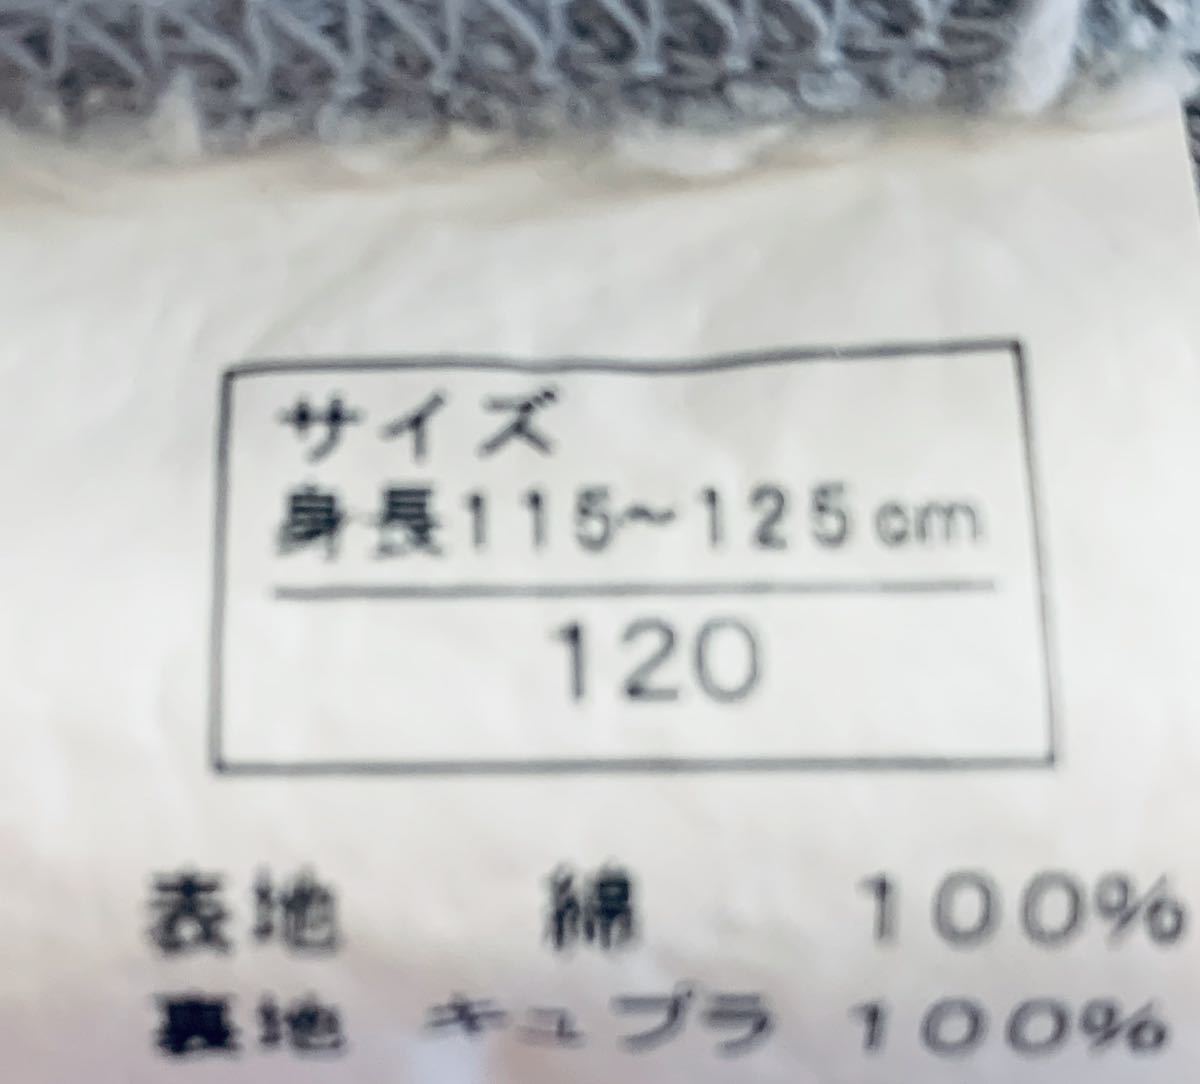 サイズ
身長115~125cm
120
表地 綿 100%
裏地 キュプラ 100%